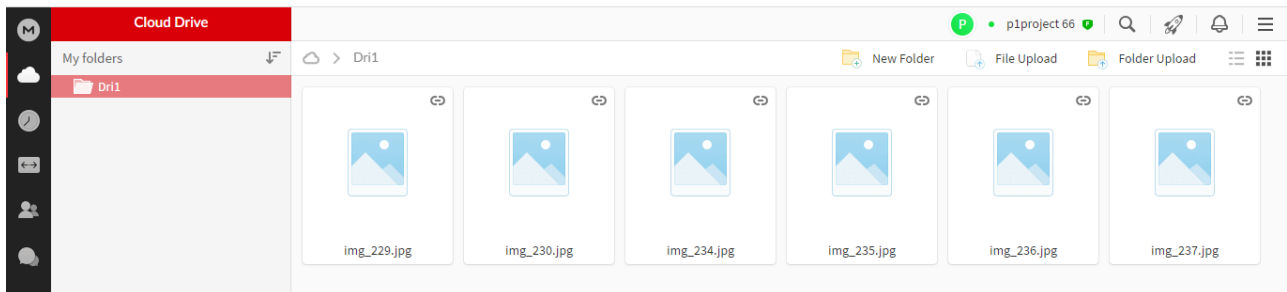 M
Cloud Drive
P p1project 66 F
My folders
Dri1
New Folder File Upload Folder Upload
Dri1
img_229.jpg img_230.jpg img_234.jpg img_235.jpg img_236.jpg img_237.jpg